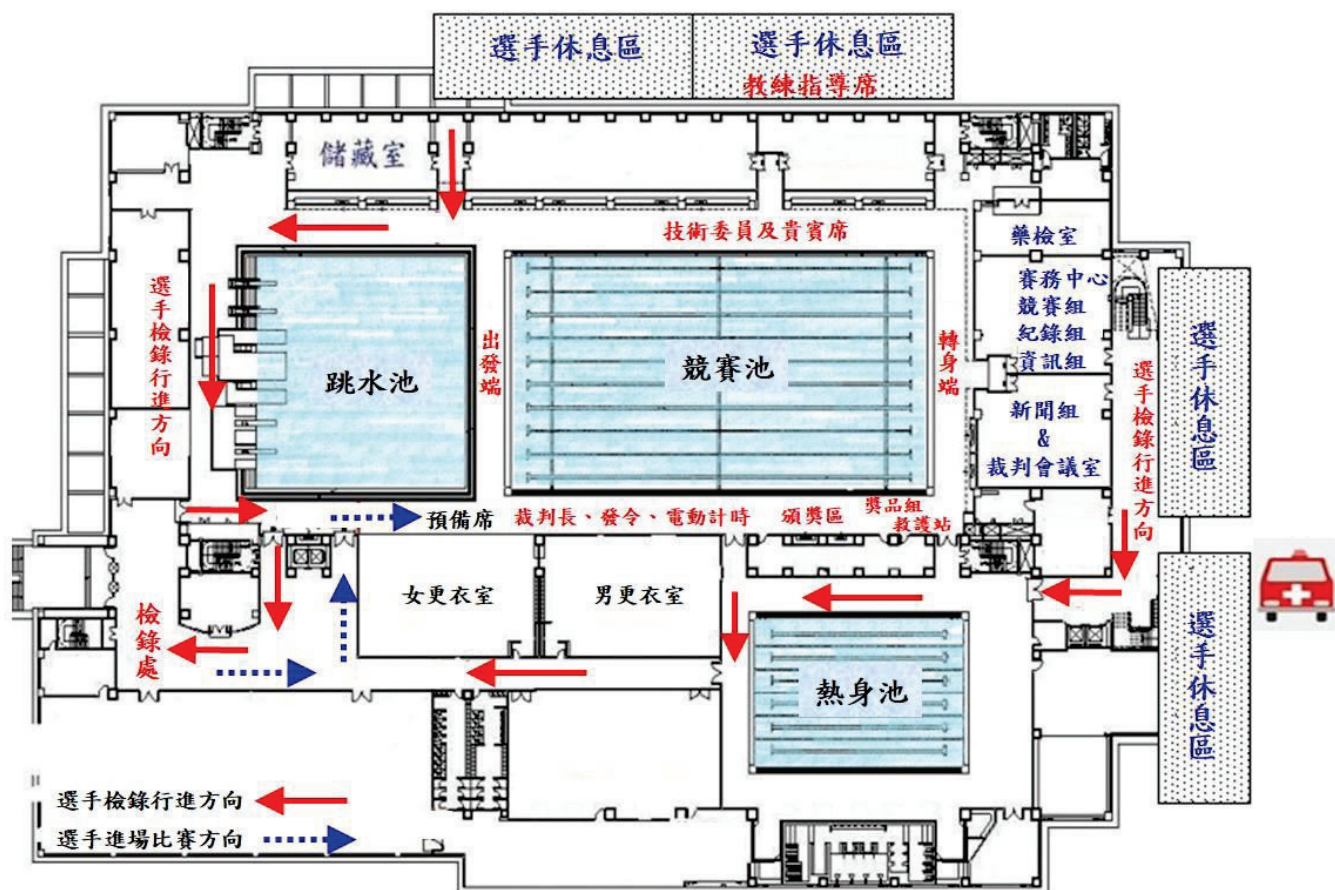 選手休息區
選手休息區
教練指導席
儲藏室
技術委員及貴賓席
藥檢室
選手檢錄行進方向
跳水池
出發端
競賽池
轉身端
賽務中心
競賽組
紀錄組
資訊組
新聞組
&
裁判會議室
選手檢錄行進方向
選手休息區
預備席
裁判長、發令、電動計時
頒獎區
獎品組
救護站
女更衣室
男更衣室
檢錄處
熱身池
選手休息區
選手檢錄行進方向
選手進場比賽方向